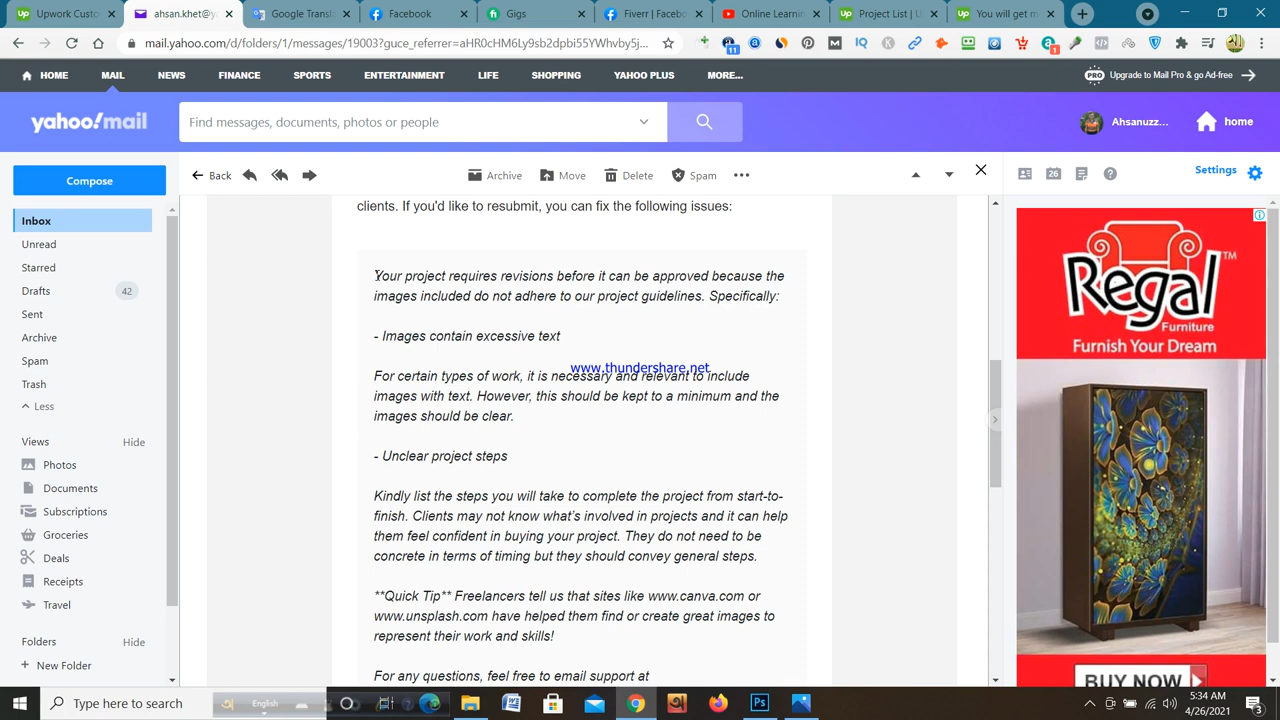 Upwork Custom
ahsan.khet@y
Google Transl
Facebook
Gigs
Fiverr | Facebo
Online Learnin
Project List | U
You will get m
mail.yahoo.com/d/folders/1/messages/19003?guce_referrer=aHR0cHM6Ly9sb2dpbi55YWhvby5j...
HOME
MAIL
NEWS
FINANCE
SPORTS
ENTERTAINMENT
LIFE
SHOPPING
YAHOO PLUS
MORE...
PRO
Upgrade to Mail Pro & go Ad-free
yahoo!mail
Find messages, documents, photos or people
Ahsanuzz...
home
Compose
Back
Archive
Move
Delete
Spam
26
Settings
Inbox
Unread
Starred
Drafts 42
Sent
Archive
Spam
Trash
Less
Views Hide
Photos
Documents
Subscriptions
Groceries
Deals
Receipts
Travel
Folders Hide
+ New Folder
clients. If you'd like to resubmit, you can fix the following issues:
Your project requires revisions before it can be approved because the
images included do not adhere to our project guidelines. Specifically:
- Images contain excessive text
www.thundershare.net
For certain types of work, it is necessary and relevant to include
images with text. However, this should be kept to a minimum and the
images should be clear.
- Unclear project steps
Kindly list the steps you will take to complete the project from start-to-
finish. Clients may not know what's involved in projects and it can help
them feel confident in buying your project. They do not need to be
concrete in terms of timing but they should convey general steps.
**Quick Tip** Freelancers tell us that sites like www.canva.com or
www.unsplash.com have helped them find or create great images to
represent their work and skills!
For any questions, feel free to email support at
Regal
TM
FURNITURE
Furnish Your Dream
BUY NOW
Type here to search
English
5:34 AM
4/26/2021